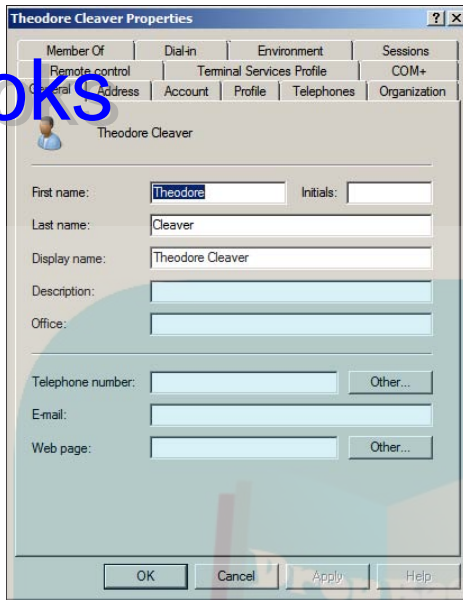 Theodore Cleaver Properties
Member Of Dial-in Environment Sessions
Remote control Terminal Services Profile COM+
General Address Account Profile Telephones Organization
oks
Theodore Cleaver
First name: Theodore Initials:
Last name: Cleaver
Display name: Theodore Cleaver
Description:
Office:
Telephone number: Other...
E-mail:
Web page: Other...
OK Cancel Apply Help